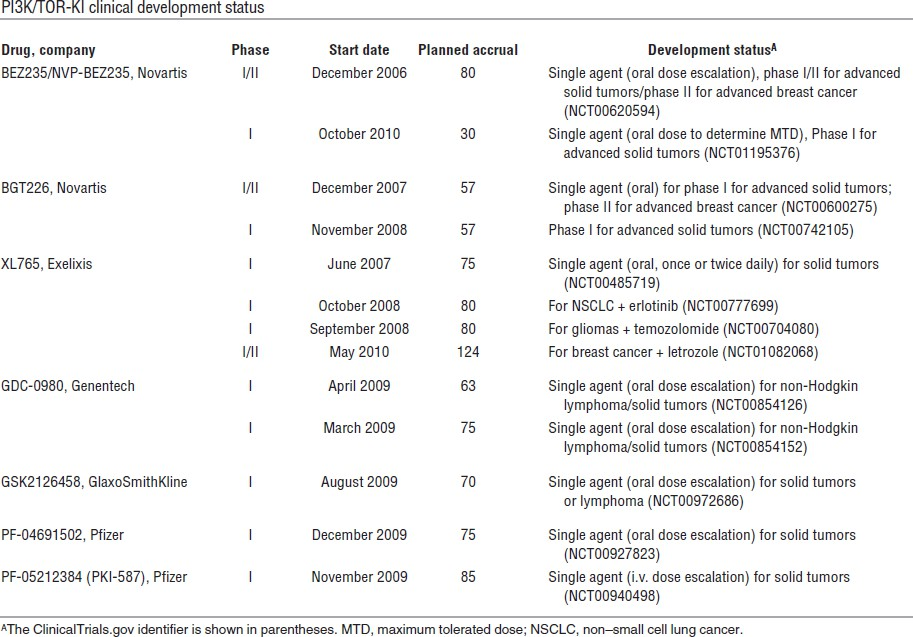 PI3K/TOR-KI clinical development status
Drug, company Phase Start date Planned accrual Development statusA
BEZ235/NVP-BEZ235, Novartis I/II December 2006 80 Single agent (oral dose escalation), phase I/II for advanced
solid tumors/phase II for advanced breast cancer
(NCT00620594)
I October 2010 30 Single agent (oral dose to determine MTD), Phase I for
advanced solid tumors (NCT01195376)
BGT226, Novartis I/II December 2007 57 Single agent (oral) for phase I for advanced solid tumors;
phase II for advanced breast cancer (NCT00600275)
I November 2008 57 Phase I for advanced solid tumors (NCT00742105)
XL765, Exelixis I June 2007 75 Single agent (oral, once or twice daily) for solid tumors
(NCT00485719)
I October 2008 80 For NSCLC + erlotinib (NCT00777699)
I September 2008 80 For gliomas + temozolomide (NCT00704080)
I/II May 2010 124 For breast cancer + letrozole (NCT01082068)
GDC-0980, Genentech I April 2009 63 Single agent (oral dose escalation) for non-Hodgkin
lymphoma/solid tumors (NCT00854126)
I March 2009 75 Single agent (oral dose escalation) for non-Hodgkin
lymphoma/solid tumors (NCT00854152)
GSK2126458, GlaxoSmithKline I August 2009 70 Single agent (oral dose escalation) for solid tumors
or lymphoma (NCT00972686)
PF-04691502, Pfizer I December 2009 75 Single agent (oral dose escalation) for solid tumors
(NCT00927823)
PF-05212384 (PKI-587), Pfizer I November 2009 85 Single agent (i.v. dose escalation) for solid tumors
(NCT00940498)
AThe ClinicalTrials.gov identifier is shown in parentheses. MTD, maximum tolerated dose; NSCLC, non–small cell lung cancer.